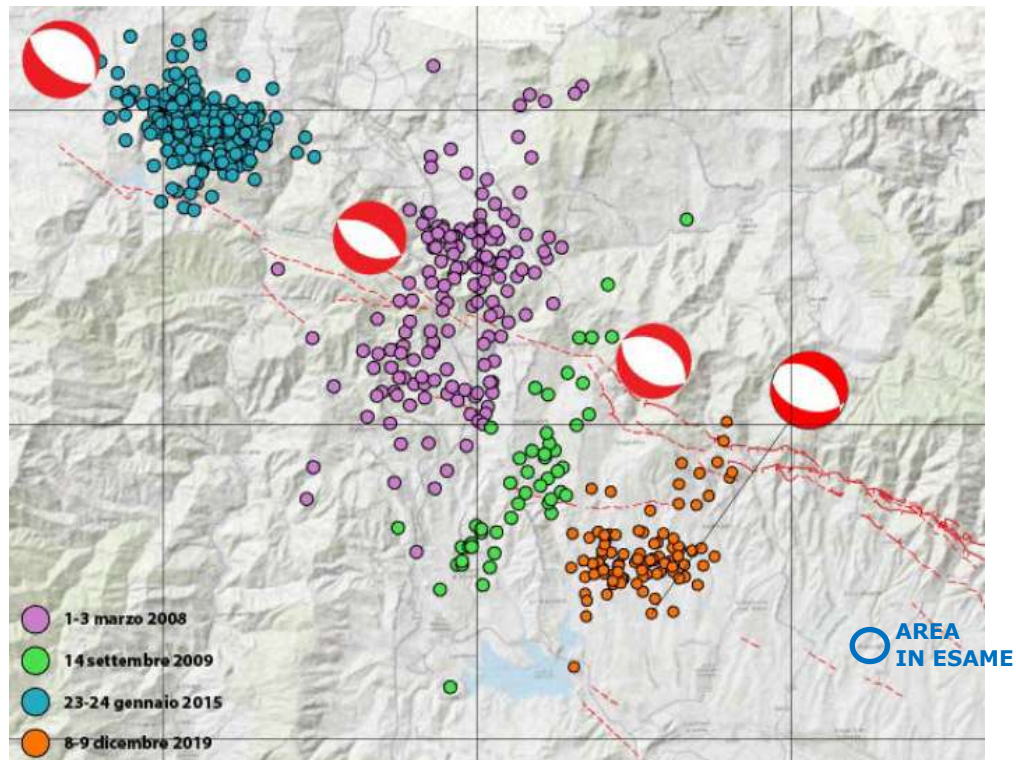 AREA
IN ESAME
1-3 marzo 2008
14 settembre 2009
23-24 gennaio 2015
8-9 dicembre 2019